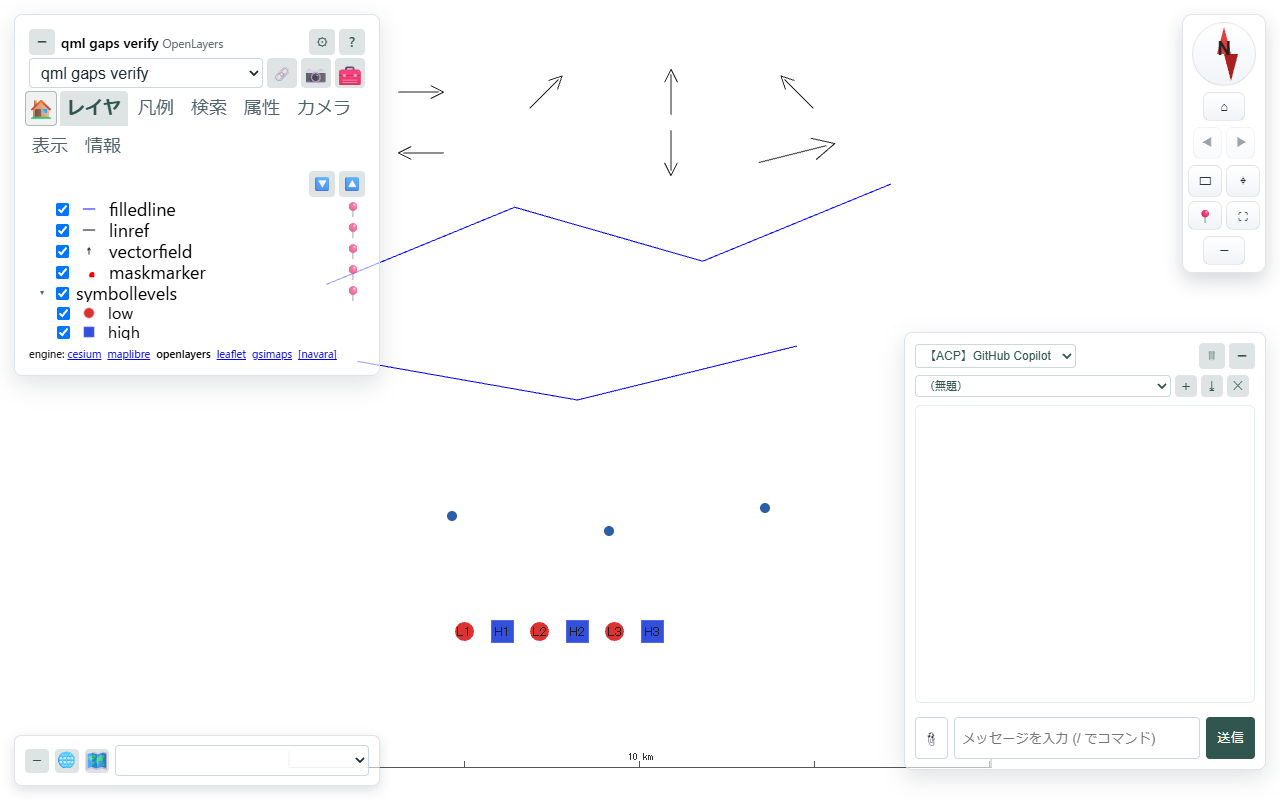 − qml gaps verify OpenLayers ?
qml gaps verify
レイヤ 凡例 検索 属性 カメラ
表示 情報
filledline
linref
vectorfield
maskmarker
symbollevels
low
high
engine: cesium maplibre openlayers leaflet gsimaps [navara]
N
【ACP】GitHub Copilot
（無題）
L1 H1 L2 H2 L3 H3
メッセージを入力 (/ でコマンド) 送信
10 km